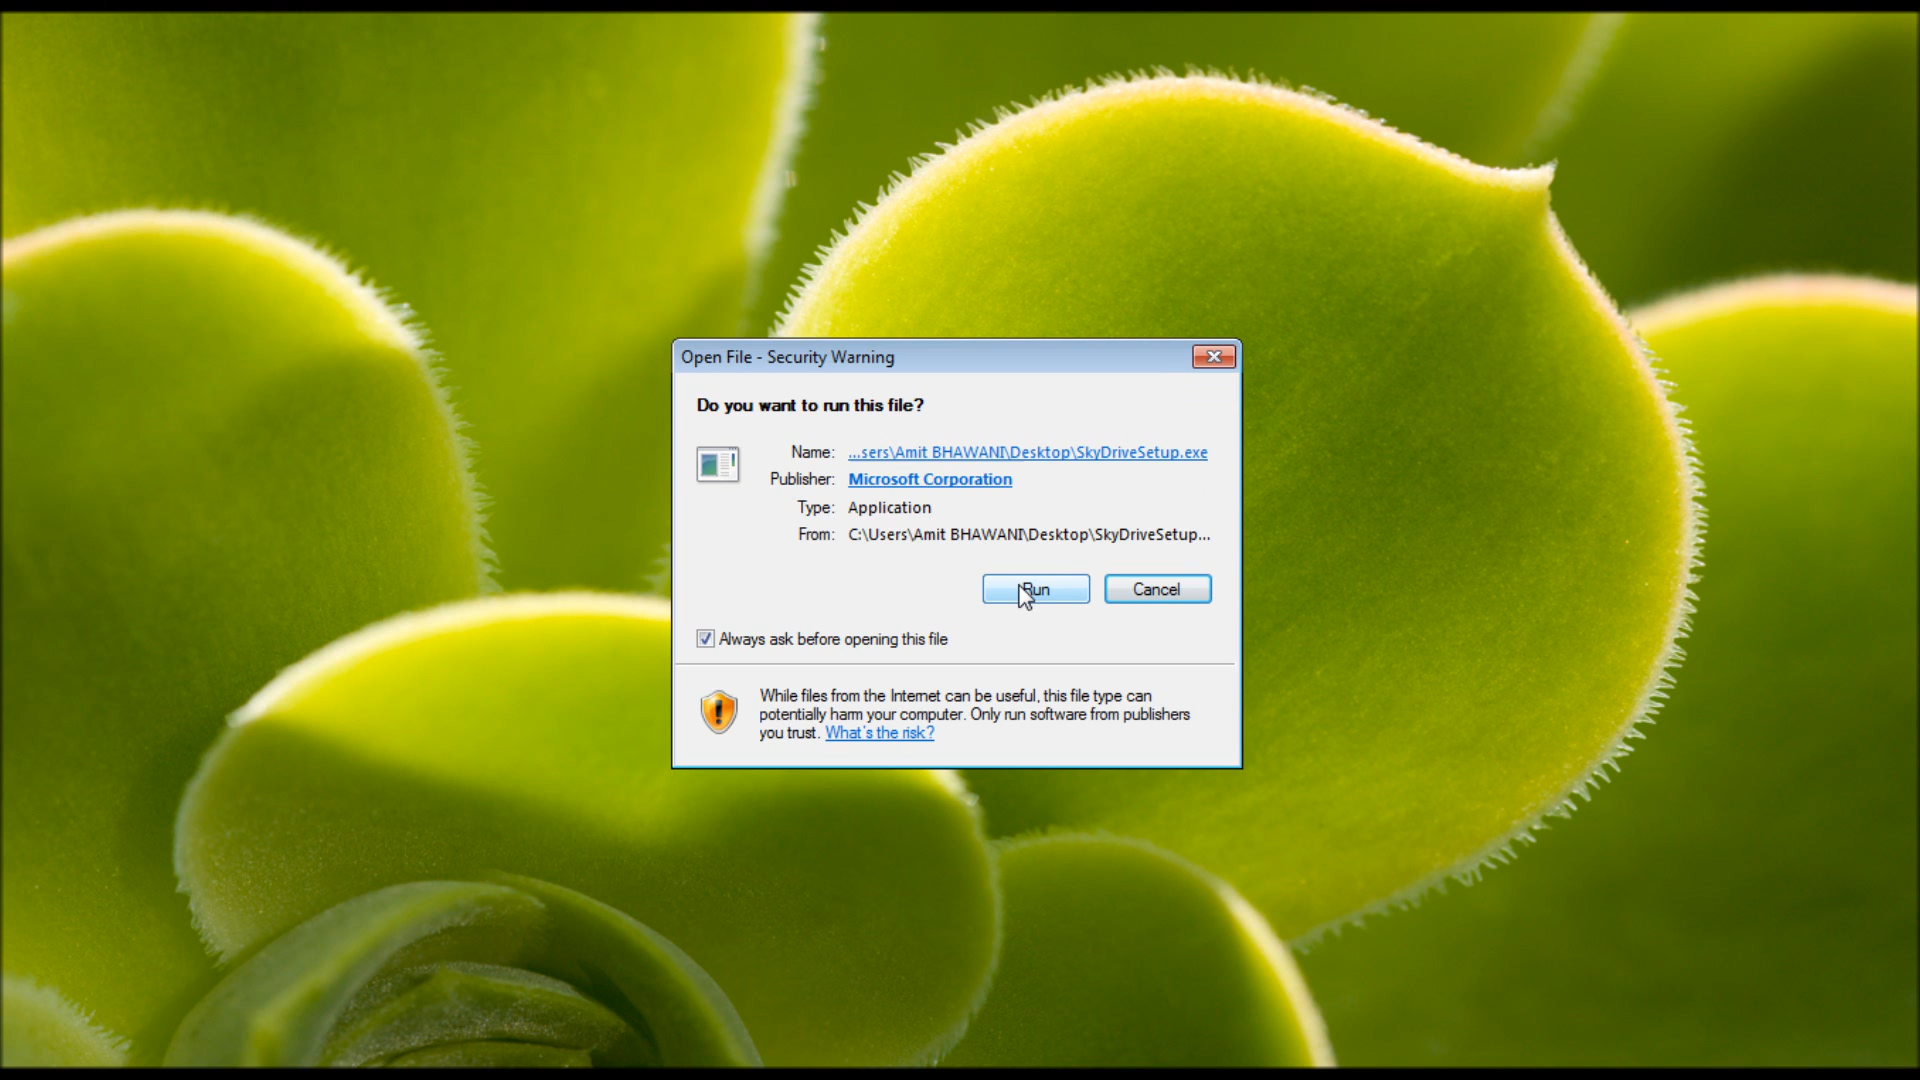 Open File - Security Warning
Do you want to run this file?
Name: ...sers\Amit BHAWANI\Desktop\SkyDriveSetup.exe
Publisher: Microsoft Corporation
Type: Application
From: C:\Users\Amit BHAWANI\Desktop\SkyDriveSetup...
Run Cancel
Always ask before opening this file
While files from the Internet can be useful, this file type can
potentially harm your computer. Only run software from publishers
you trust. What's the risk?